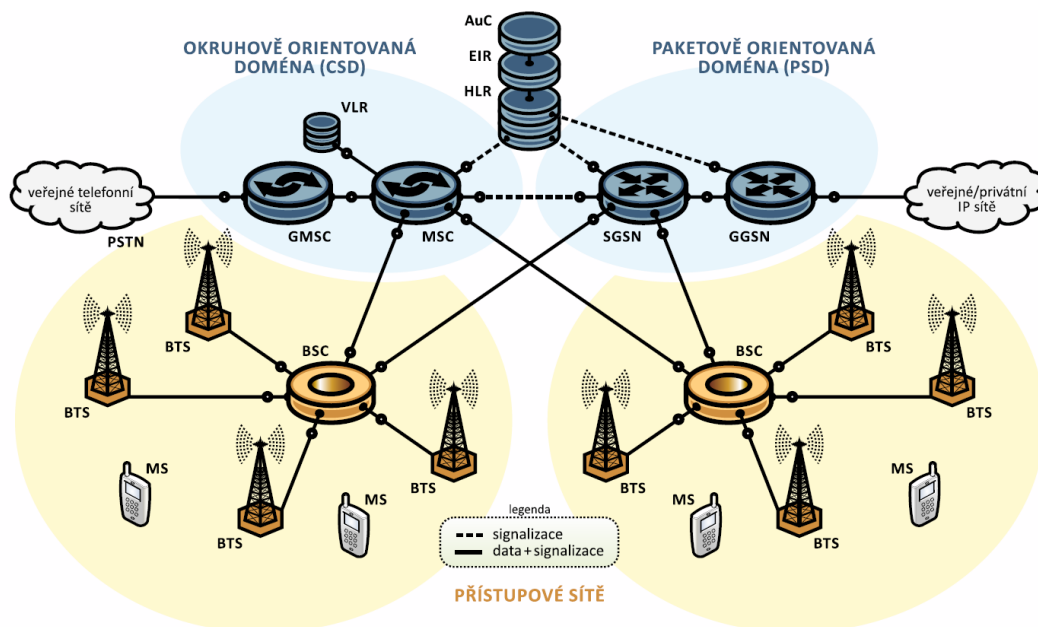 AuC
OKRUHOVĚ ORIENTOVANÁ
DOMÉNA (CSD)
EIR
PAKETOVĚ ORIENTOVANÁ
DOMÉNA (PSD)
HLR
VLR
veřejné telefonní
sítě
veřejné/privátní
IP sítě
PSTN
GMSC
MSC
SGSN
GGSN
BTS
BSC
BSC
BTS
BTS
BTS
BTS
BTS
MS
MS
BTS
MS
MS
BTS
legenda
signalizace
data + signalizace
PŘÍSTUPOVÉ SÍTĚ